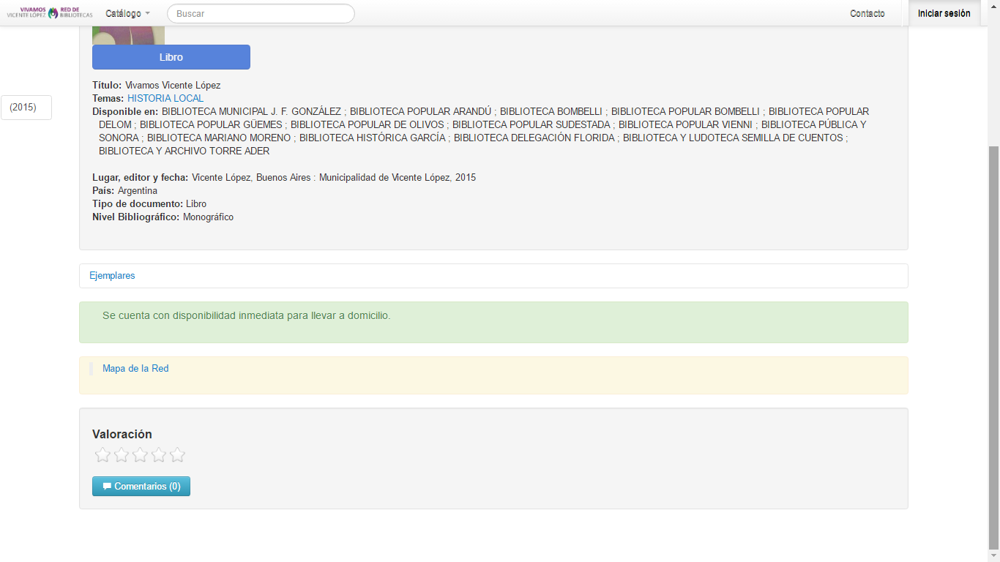 VIVAMOS VICENTE LÓPEZ RED DE BIBLIOTECAS Catálogo Buscar Contacto Iniciar sesión
Libro
Título: Vivamos Vicente López
Temas: HISTORIA LOCAL
(2015)
Disponible en: BIBLIOTECA MUNICIPAL J. F. GONZÁLEZ ; BIBLIOTECA POPULAR ARANDÚ ; BIBLIOTECA BOMBELLI ; BIBLIOTECA POPULAR BOMBELLI ; BIBLIOTECA POPULAR
DELOM ; BIBLIOTECA POPULAR GÜEMES ; BIBLIOTECA POPULAR DE OLIVOS ; BIBLIOTECA POPULAR SUDESTADA ; BIBLIOTECA POPULAR VIENNI ; BIBLIOTECA PÚBLICA Y
SONORA ; BIBLIOTECA MARIANO MORENO ; BIBLIOTECA HISTÓRICA GARCÍA ; BIBLIOTECA DELEGACIÓN FLORIDA ; BIBLIOTECA Y LUDOTECA SEMILLA DE CUENTOS ;
BIBLIOTECA Y ARCHIVO TORRE ADER
Lugar, editor y fecha: Vicente López, Buenos Aires : Municipalidad de Vicente López, 2015
País: Argentina
Tipo de documento: Libro
Nivel Bibliográfico: Monográfico
Ejemplares
Se cuenta con disponibilidad inmediata para llevar a domicilio.
Mapa de la Red
Valoración
Comentarios (0)